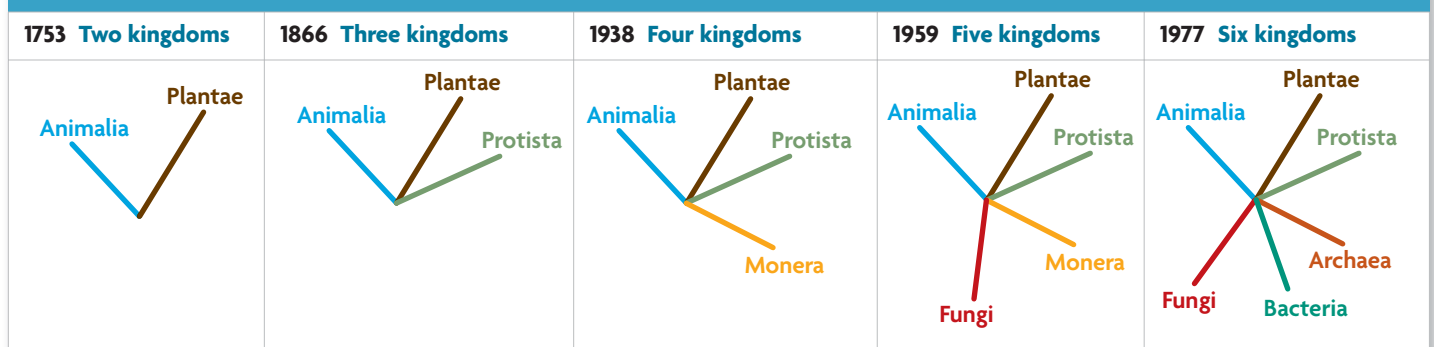 1753 Two kingdoms
Animalia
Plantae
1866 Three kingdoms
Animalia
Plantae
Protista
1938 Four kingdoms
Animalia
Plantae
Protista
Monera
1959 Five kingdoms
Animalia
Plantae
Protista
Monera
Fungi
1977 Six kingdoms
Animalia
Plantae
Protista
Archaea
Bacteria
Fungi